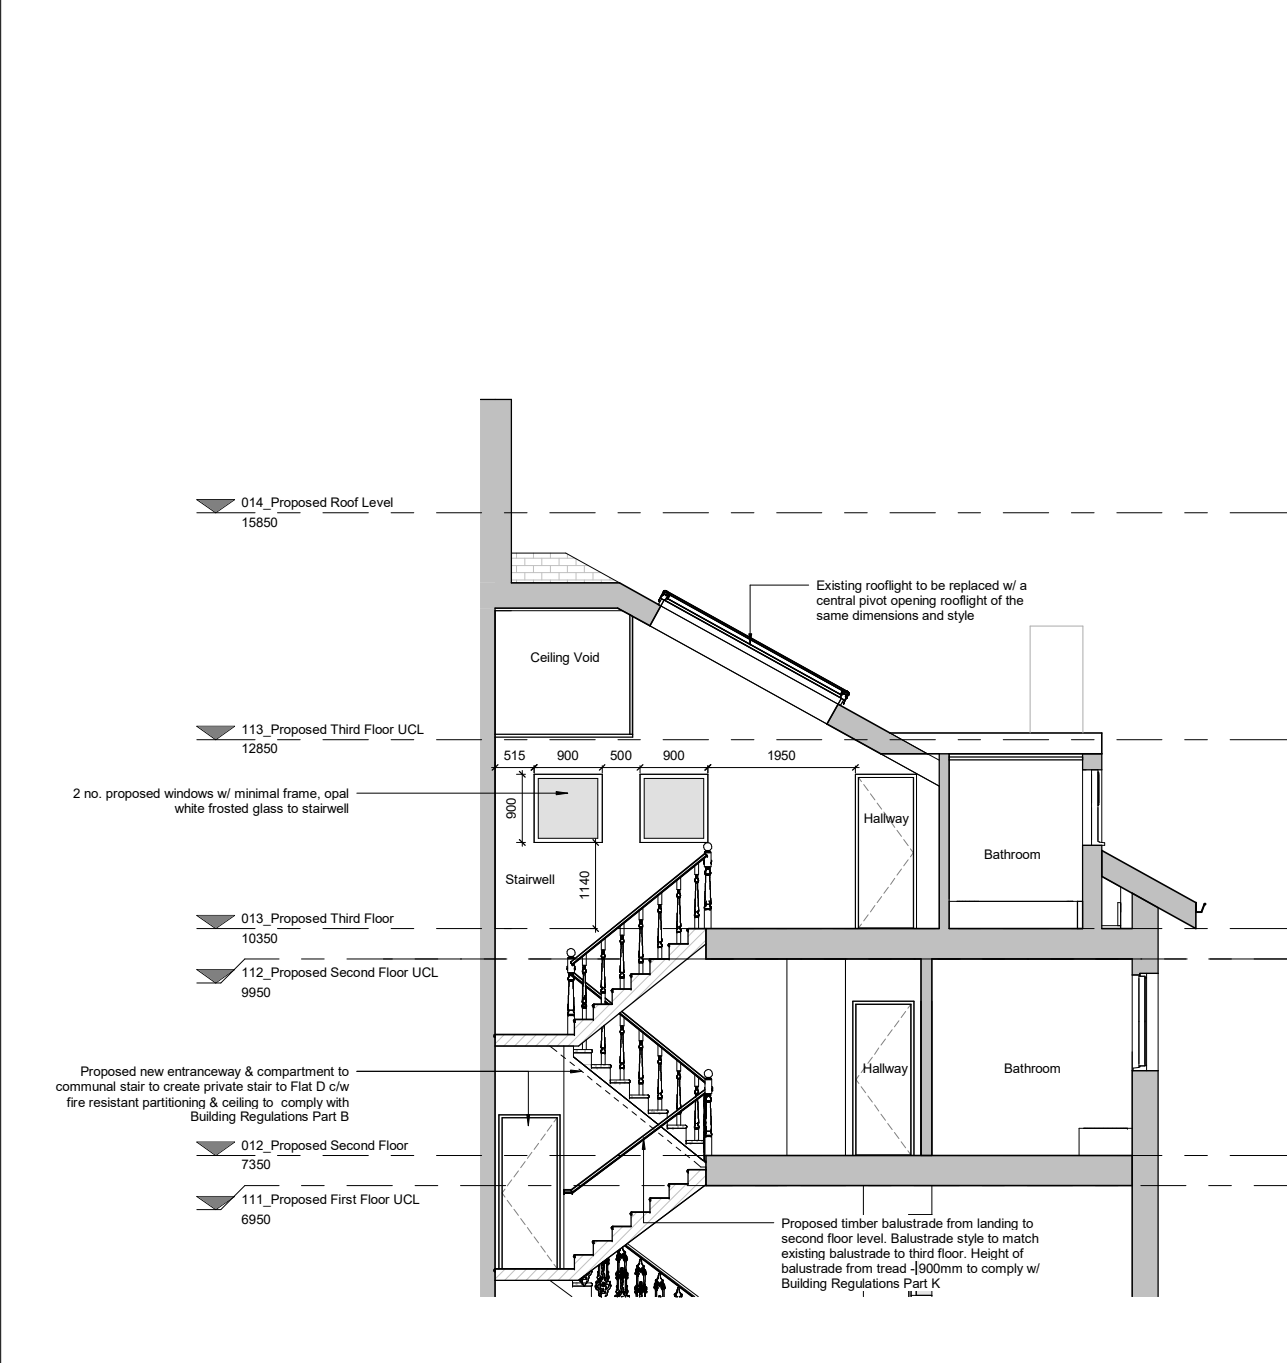 014_Proposed Roof Level
15850
Existing rooflight to be replaced w/ a
central pivot opening rooflight of the
same dimensions and style
Ceiling Void
113_Proposed Third Floor UCL
12850
515
900
500
900
1950
2 no. proposed windows w/ minimal frame, opal
white frosted glass to stairwell
900
Hallway
Bathroom
Stairwell
1140
013_Proposed Third Floor
10350
112_Proposed Second Floor UCL
9950
Proposed new entranceway & compartment to
communal stair to create private stair to Flat D c/w
fire resistant partitioning & ceiling to comply with
Building Regulations Part B
Hallway
Bathroom
012_Proposed Second Floor
7350
111_Proposed First Floor UCL
6950
Proposed timber balustrade from landing to
second floor level. Balustrade style to match
existing balustrade to third floor. Height of
balustrade from tread - 900mm to comply w/
Building Regulations Part K